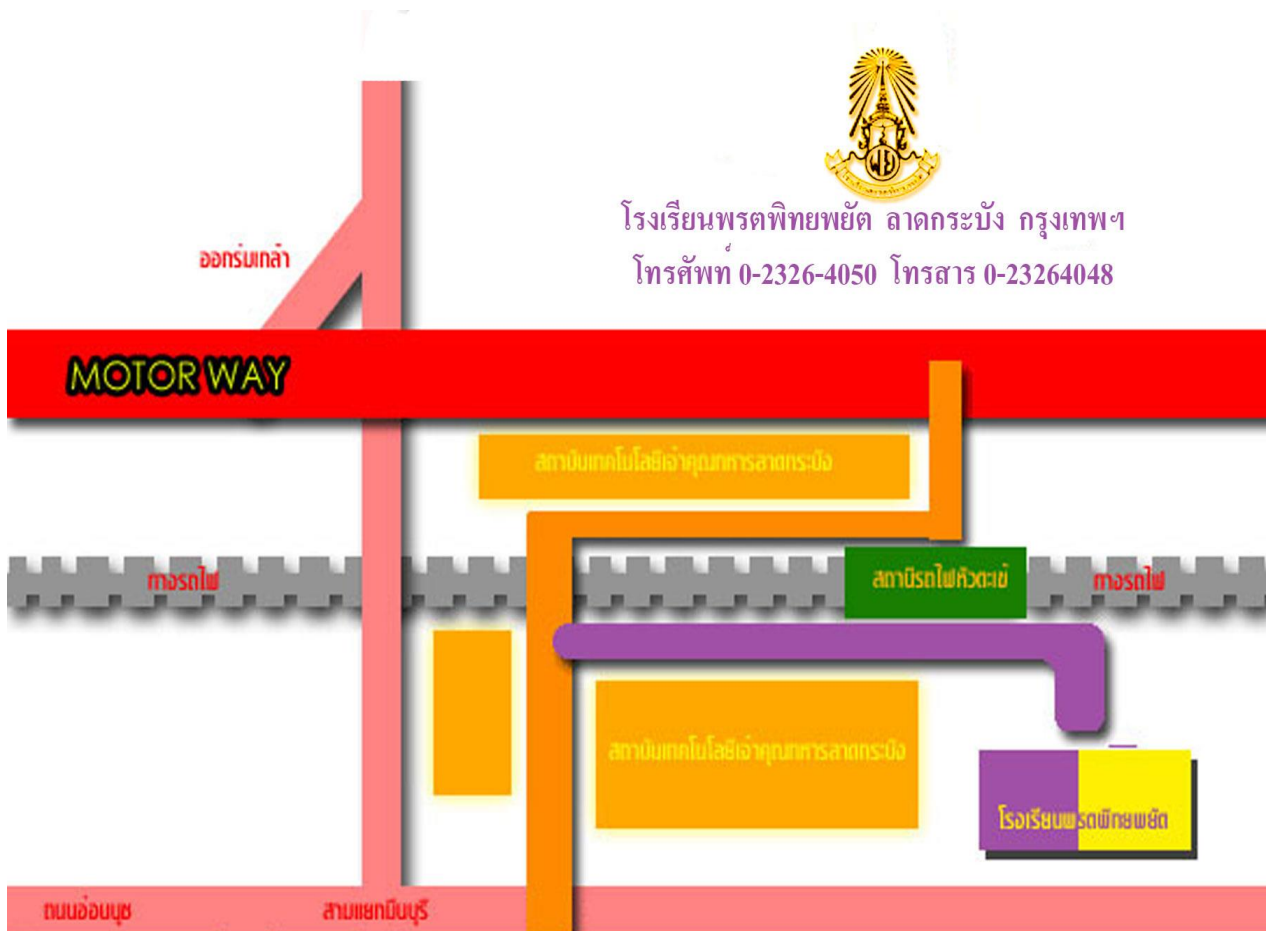 โรงเรียนพรตพิทยพยัต ลาดกระบัง กรุงเทพฯ
โทรศัพท์ 0-2326-4050 โทรสาร 0-23264048
ออกร่มเกล้า
MOTOR WAY
สถาบันเทคโนโลยีเจ้าคุณทหารลาดกระบัง
ทางรถไฟ
สถานีรถไฟหัวตะเข้
ทางรถไฟ
สถาบันเทคโนโลยีเจ้าคุณทหารลาดกระบัง
โรงเรียนพรตพิทยพยัต
ถนนอ่อนนุช
สามแยกมีนบุรี